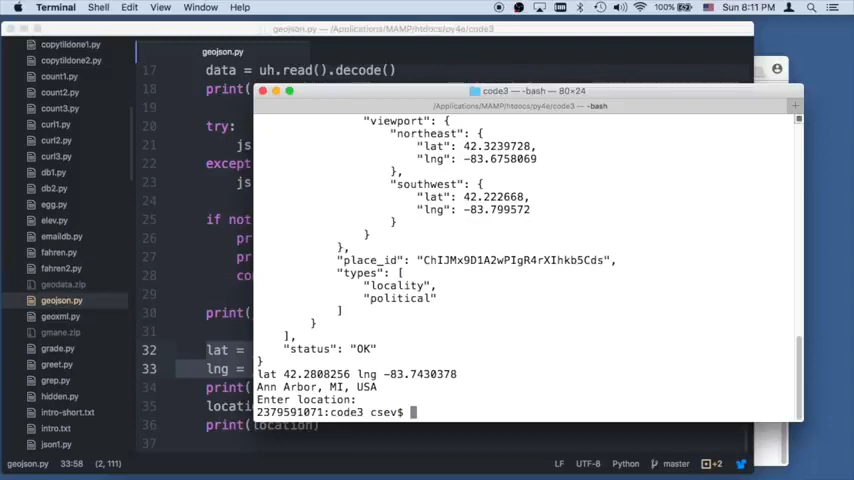 Terminal Shell Edit View Window Help
100% Sun 8:11 PM
geojson.py — /Applications/MAMP/htdocs/py4e/code3
copytildone1.py
copytildone2.py
count1.py
count2.py
count3.py
curl1.py
curl2.py
curl3.py
db1.py
db2.py
egg.py
elev.py
emaildb.py
fahren.py
fahren2.py
geodata.zip
geojson.py
geoxml.py
gmane.zip
grade.py
greet.py
grep.py
hidden.py
intro-short.txt
intro.txt
json1.py
geojson.py
17 data = uh.read().decode()
18 print(
19
20 try:
21 js
22 except
23 js
24
25 if not
26 pr
27 pr
28 co
29
30 print(
31
32 lat =
33 lng =
34 print(
35 locati
36 print(location)
37
code3 — -bash — 80×24
/Applications/MAMP/htdocs/py4e/code3 — -bash
"viewport": {
"northeast": {
"lat": 42.3239728,
"lng": -83.6758069
},
"southwest": {
"lat": 42.222668,
"lng": -83.799572
}
}
},
"place_id": "ChIJMx9D1A2wPIgR4rXIhkb5Cds",
"types": [
"locality",
"political"
]
}
],
"status": "OK"
}
lat 42.2808256 lng -83.7430378
Ann Arbor, MI, USA
Enter location:
2379591071:code3 csev$
geojson.py 33:58 (2, 111)
LF UTF-8 Python master +2